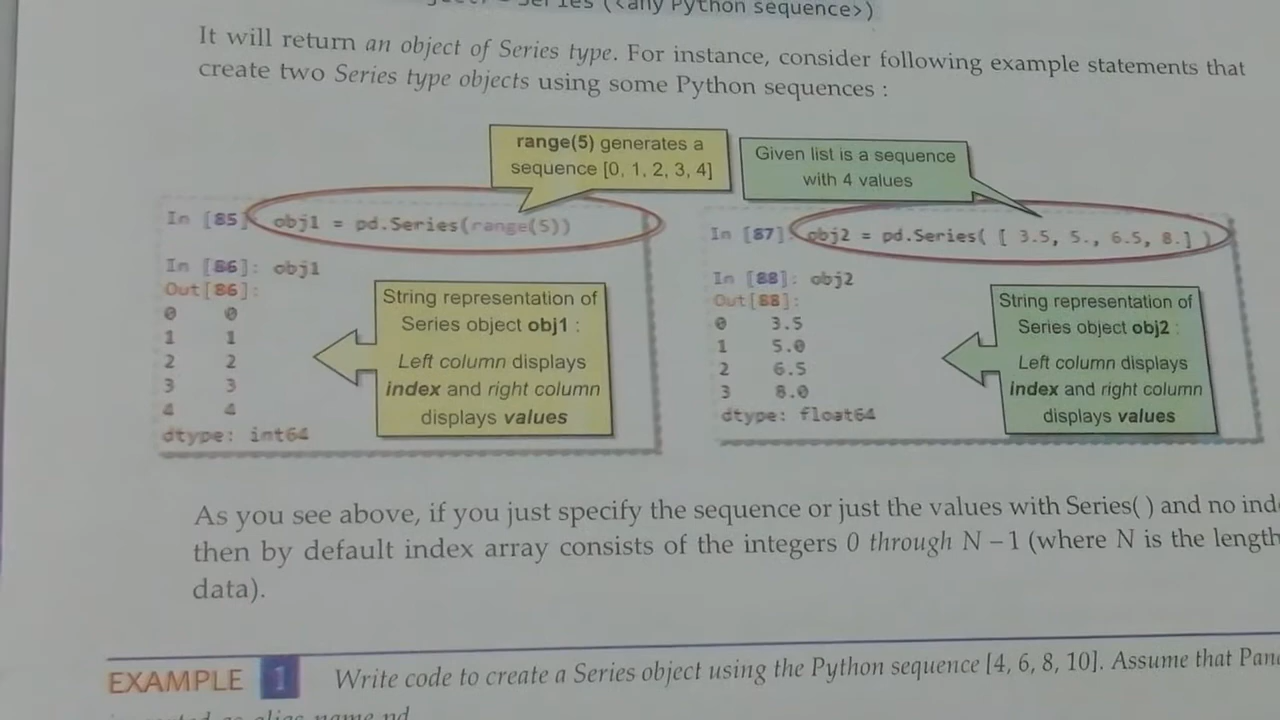 (<any Python sequence>)
It will return an object of Series type. For instance, consider following example statements that
create two Series type objects using some Python sequences :
range(5) generates a
sequence [0, 1, 2, 3, 4]
Given list is a sequence
with 4 values
In [85] obj1 = pd.Series(range(5))
In [86]: obj1
Out[86]:
0 0
1 1
2 2
3 3
4 4
dtype: int64
String representation of
Series object obj1 :
Left column displays
index and right column
displays values
In [87]: obj2 = pd.Series( [ 3.5, 5., 6.5, 8.] )
In [88]: obj2
Out[88]:
0 3.5
1 5.0
2 6.5
3 8.0
dtype: float64
String representation of
Series object obj2 :
Left column displays
index and right column
displays values
As you see above, if you just specify the sequence or just the values with Series( ) and no
then by default index array consists of the integers 0 through N – 1 (where N is the length
data).
EXAMPLE 1 Write code to create a Series object using the Python sequence [4, 6, 8, 10]. Assume that
as alias name pd